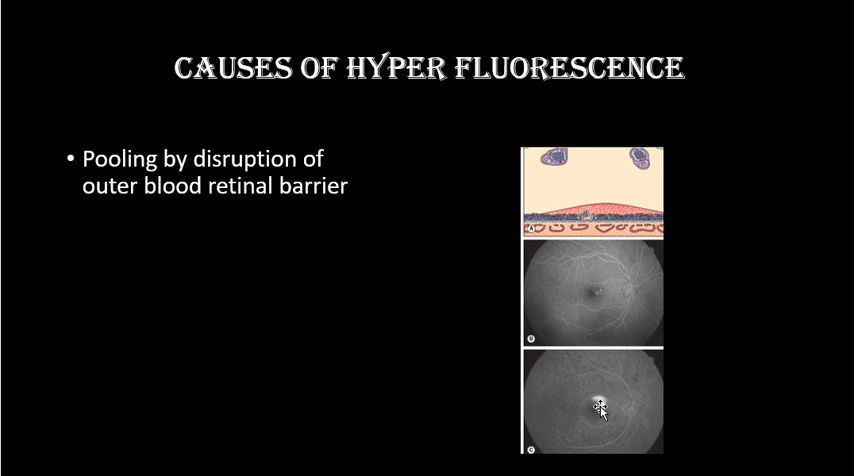 CAUSES OF HYPER FLUORESCENCE
• Pooling by disruption of
outer blood retinal barrier
A
B
C